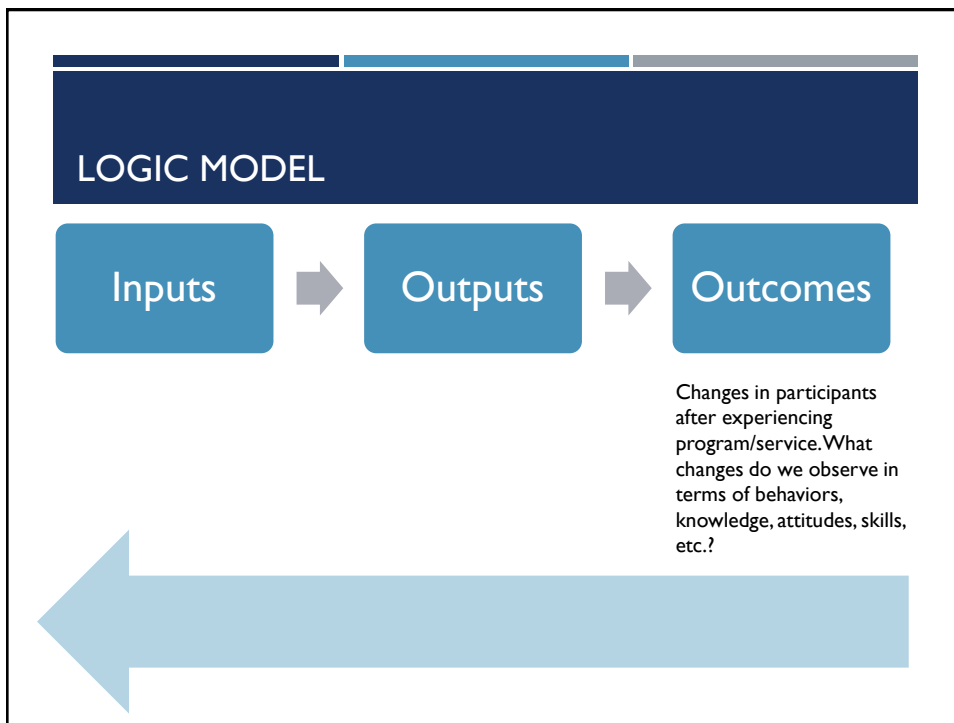 LOGIC MODEL
Inputs
Outputs
Outcomes
Changes in participants
after experiencing
program/service. What
changes do we observe in
terms of behaviors,
knowledge, attitudes, skills,
etc.?